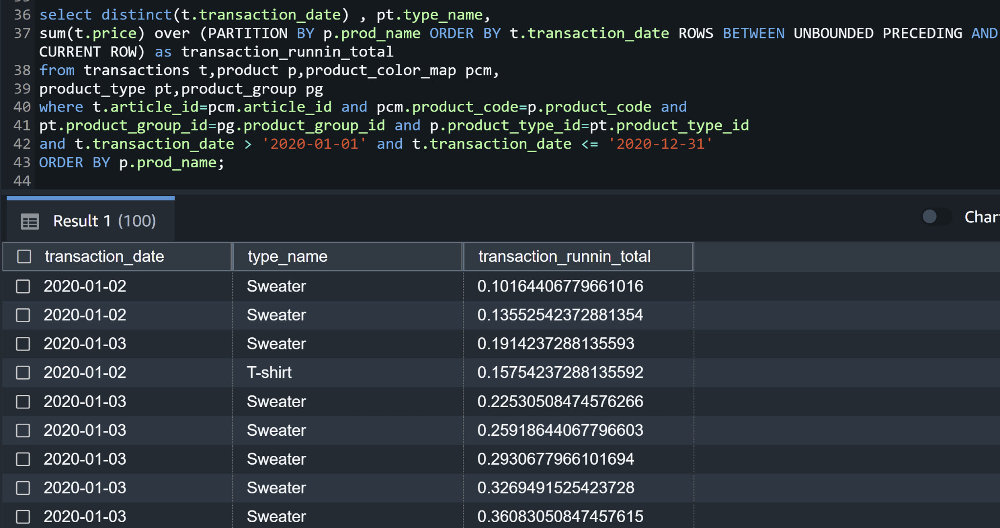 36 select distinct(t.transaction_date) , pt.type_name,
37 sum(t.price) over (PARTITION BY p.prod_name ORDER BY t.transaction_date ROWS BETWEEN UNBOUNDED PRECEDING AND
CURRENT ROW) as transaction_runnin_total
38 from transactions t,product p,product_color_map pcm,
39 product_type pt,product_group pg
40 where t.article_id=pcm.article_id and pcm.product_code=p.product_code and
41 pt.product_group_id=pg.product_group_id and p.product_type_id=pt.product_type_id
42 and t.transaction_date > '2020-01-01' and t.transaction_date <= '2020-12-31'
43 ORDER BY p.prod_name;
44
Result 1 (100)
transaction_date type_name transaction_runnin_total
2020-01-02 Sweater 0.10164406779661016
2020-01-02 Sweater 0.13552542372881354
2020-01-03 Sweater 0.1914237288135593
2020-01-02 T-shirt 0.15754237288135592
2020-01-03 Sweater 0.22530508474576266
2020-01-03 Sweater 0.25918644067796603
2020-01-03 Sweater 0.2930677966101694
2020-01-03 Sweater 0.3269491525423728
2020-01-03 Sweater 0.36083050847457615